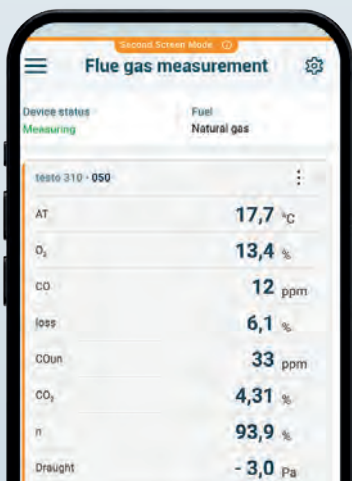 Second Screen Mode
Flue gas measurement
Device status Fuel
Measuring Natural gas
testo 310 - 050
AT 17,7 °C
O₂ 13,4 %
CO 12 ppm
loss 6,1 %
COun 33 ppm
CO₂ 4,31 %
n 93,9 %
Draught - 3,0 Pa